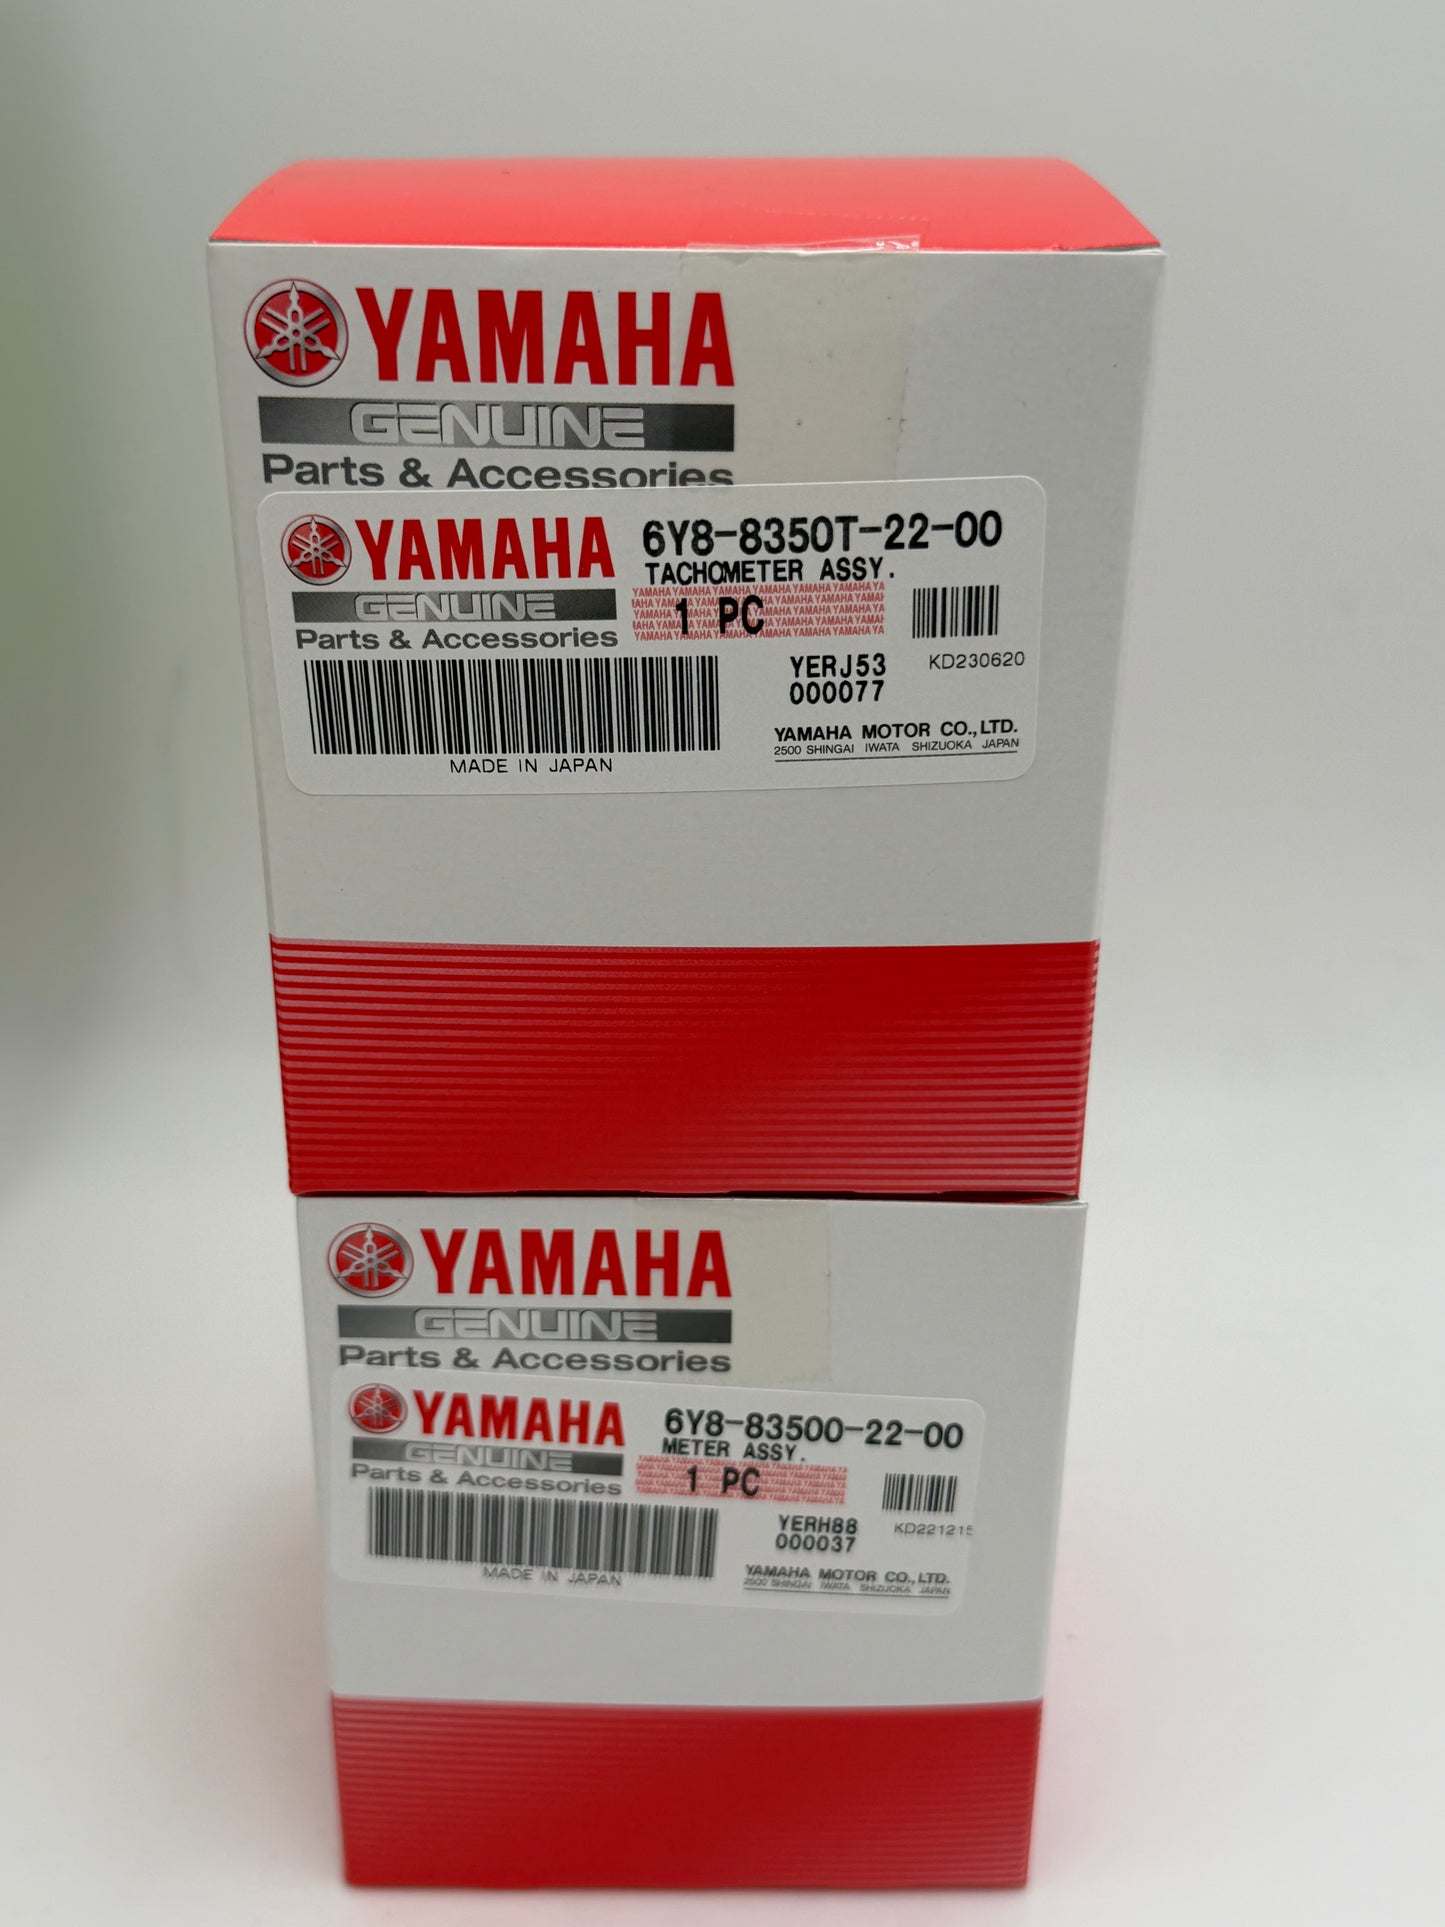 YAMAHA
GENUINE
Parts & Accessories
YAMAHA
GENUINE
Parts & Accessories
6Y8-8350T-22-00
TACHOMETER ASSY.
1 PC
YERJ53
000077
KD230620
YAMAHA MOTOR CO.,LTD.
2500 SHINGAI IWATA SHIZUOKA JAPAN
MADE IN JAPAN
YAMAHA
GENUINE
Parts & Accessories
YAMAHA
GENUINE
Parts & Accessories
6Y8-83500-22-00
METER ASSY.
1 PC
YERH88
000037
KD221215
YAMAHA MOTOR CO.,LTD.
2500 SHINGAI IWATA SHIZUOKA JAPAN
MADE IN JAPAN